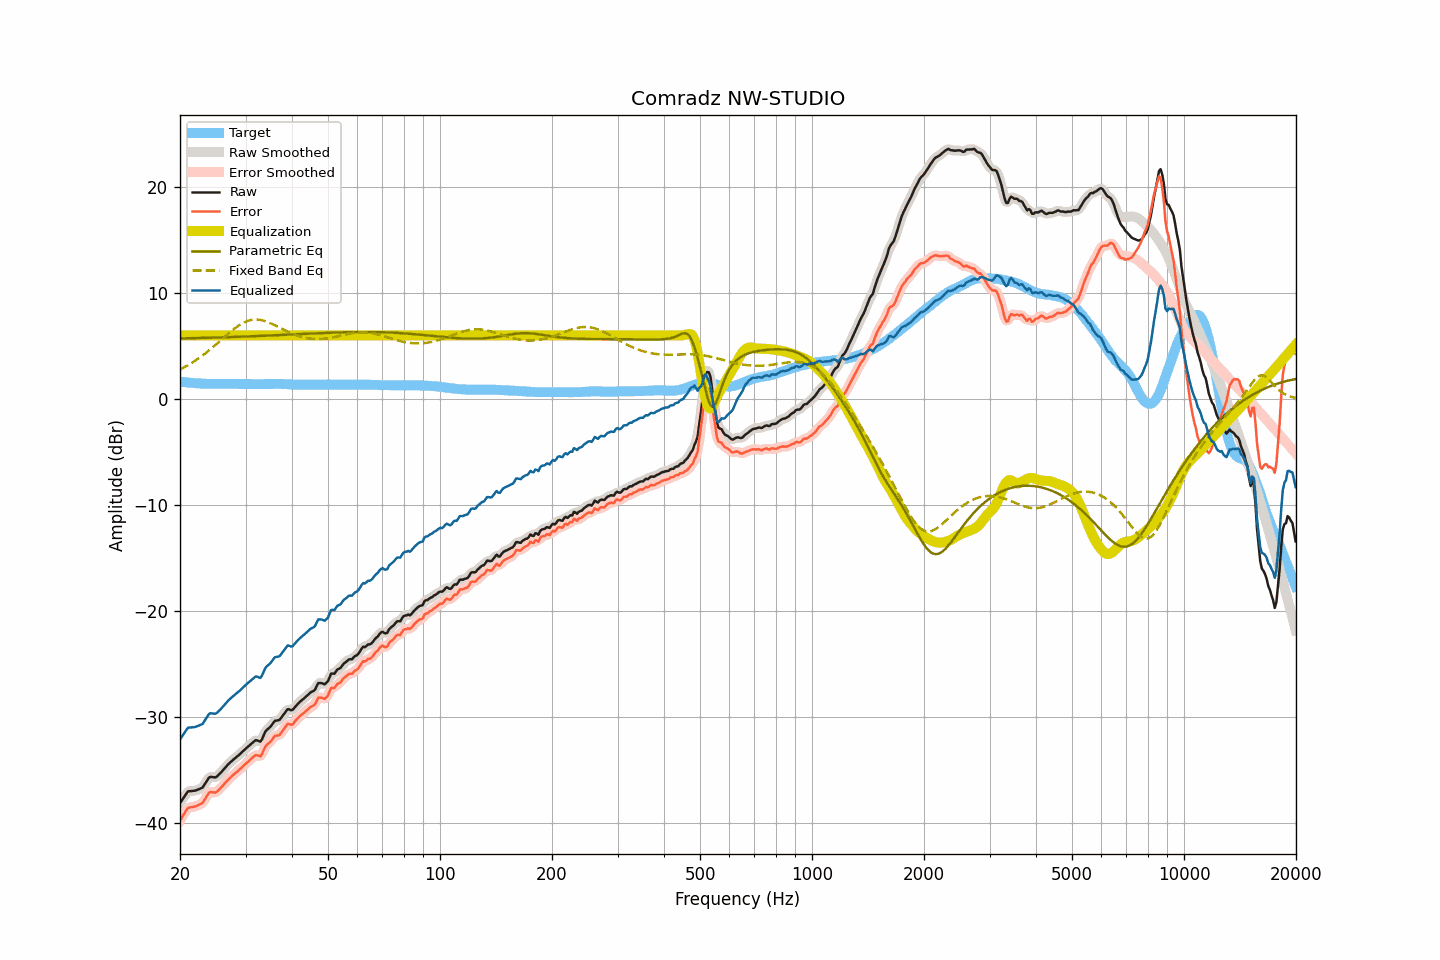 Comradz NW-STUDIO
Target
Raw Smoothed
Error Smoothed
Raw
Error
Equalization
Parametric Eq
Fixed Band Eq
Equalized
20
10
0
−10
−20
−30
−40
Amplitude (dBr)
20 50 100 200 500 1000 2000 5000 10000 20000
Frequency (Hz)